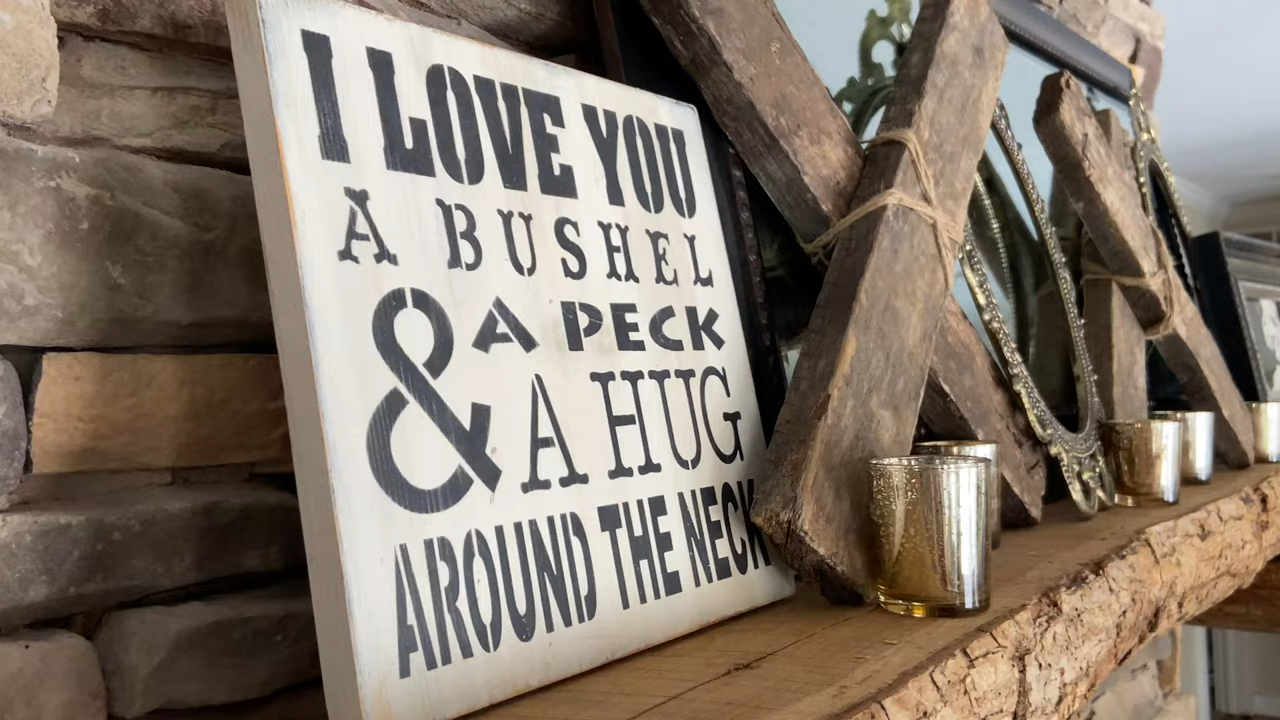 I LOVE YOU
A BUSHEL
& A PECK
A HUG
AROUND THE NECK